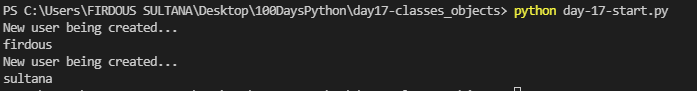 PS C:\Users\FIRDOUS SULTANA\Desktop\100DaysPython\day17-classes_objects> python day-17-start.py
New user being created...
firdous
New user being created...
sultana